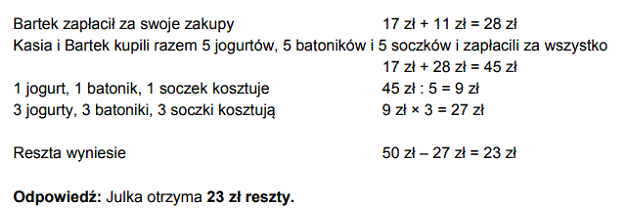 Bartek zapłacił za swoje zakupy 17 zł + 11 zł = 28 zł
Kasia i Bartek kupili razem 5 jogurtów, 5 batoników i 5 soczków i zapłacili za wszystko
17 zł + 28 zł = 45 zł
1 jogurt, 1 batonik, 1 soczek kosztuje 45 zł : 5 = 9 zł
3 jogurty, 3 batoniki, 3 soczki kosztują 9 zł × 3 = 27 zł
Reszta wyniesie 50 zł – 27 zł = 23 zł
Odpowiedź: Julka otrzyma 23 zł reszty.